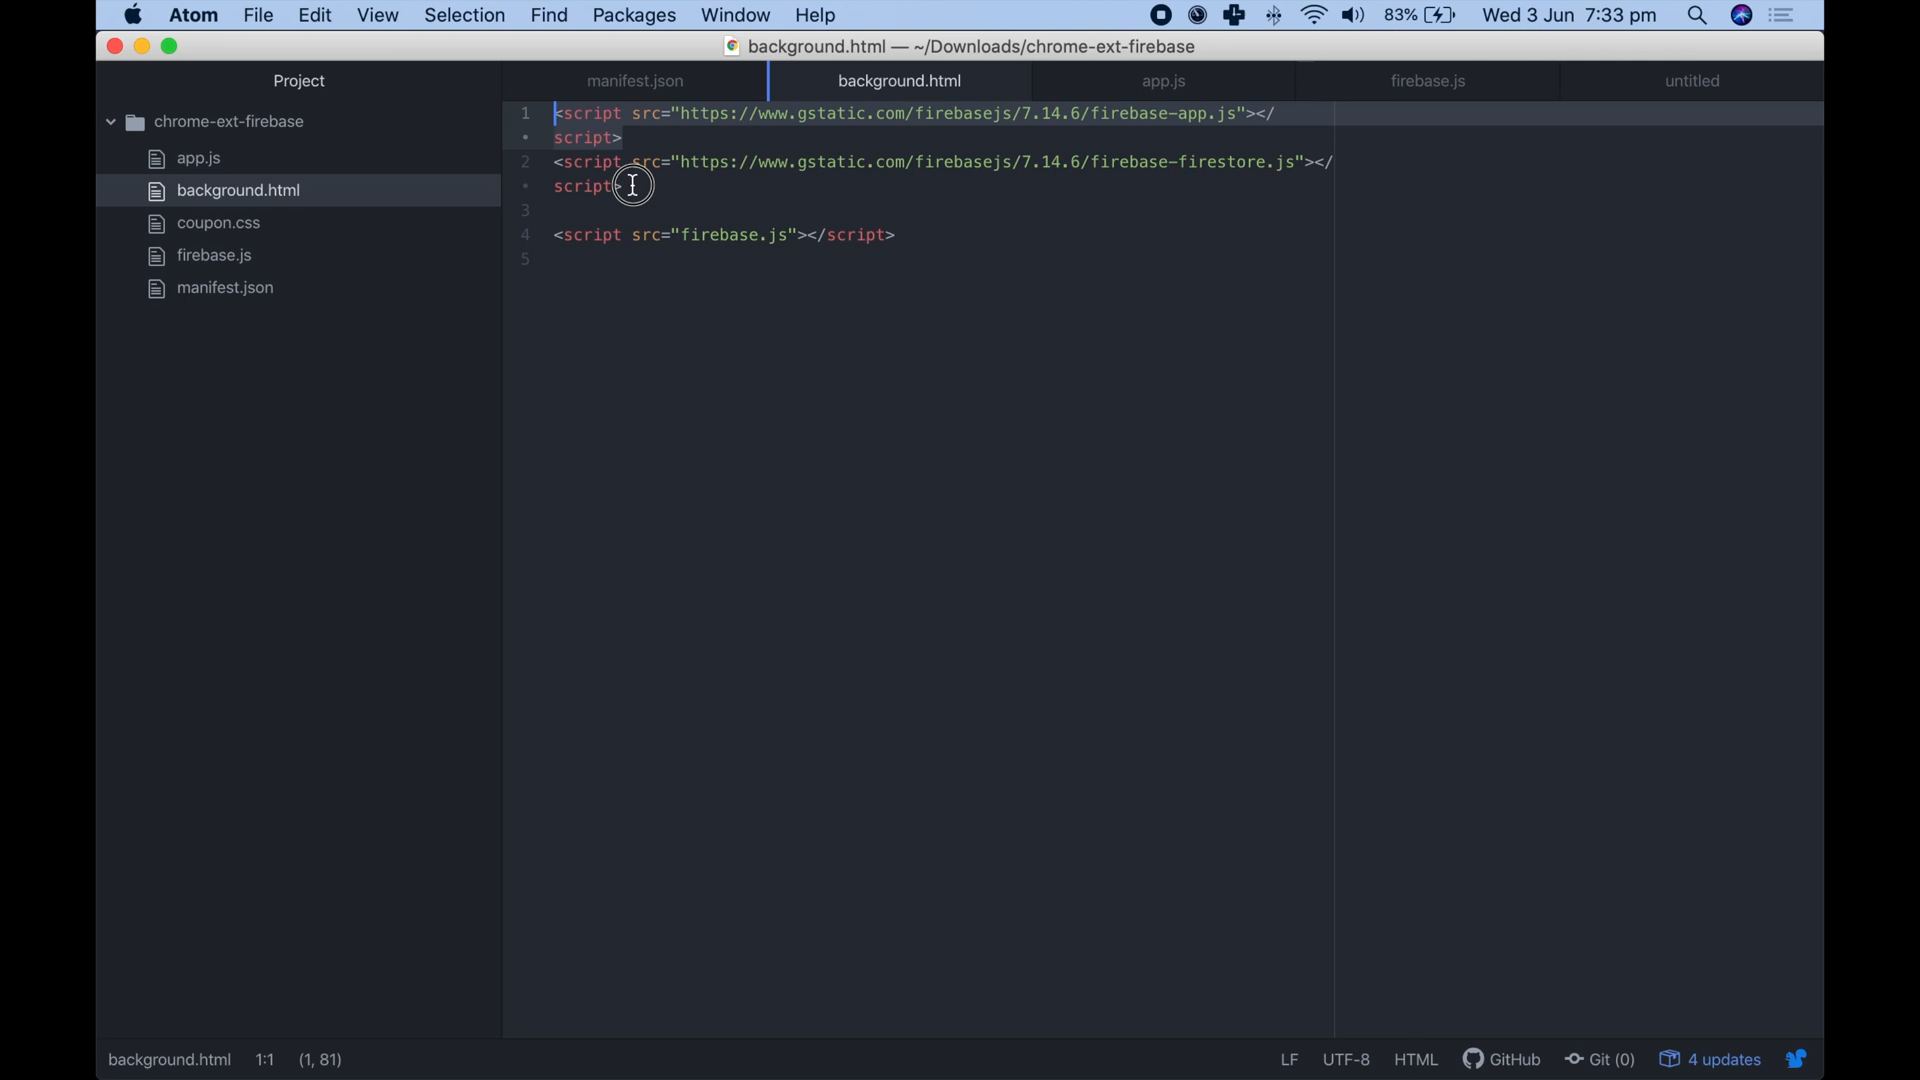 Atom File Edit View Selection Find Packages Window Help 83% Wed 3 Jun 7:33 pm
background.html — ~/Downloads/chrome-ext-firebase
Project manifest.json background.html app.js firebase.js untitled
chrome-ext-firebase
app.js
background.html
coupon.css
firebase.js
manifest.json
1 <script src="https://www.gstatic.com/firebasejs/7.14.6/firebase-app.js"></
• script>
2 <script src="https://www.gstatic.com/firebasejs/7.14.6/firebase-firestore.js"></
• script>
3
4 <script src="firebase.js"></script>
5
background.html 1:1 (1, 81) LF UTF-8 HTML GitHub Git (0) 4 updates